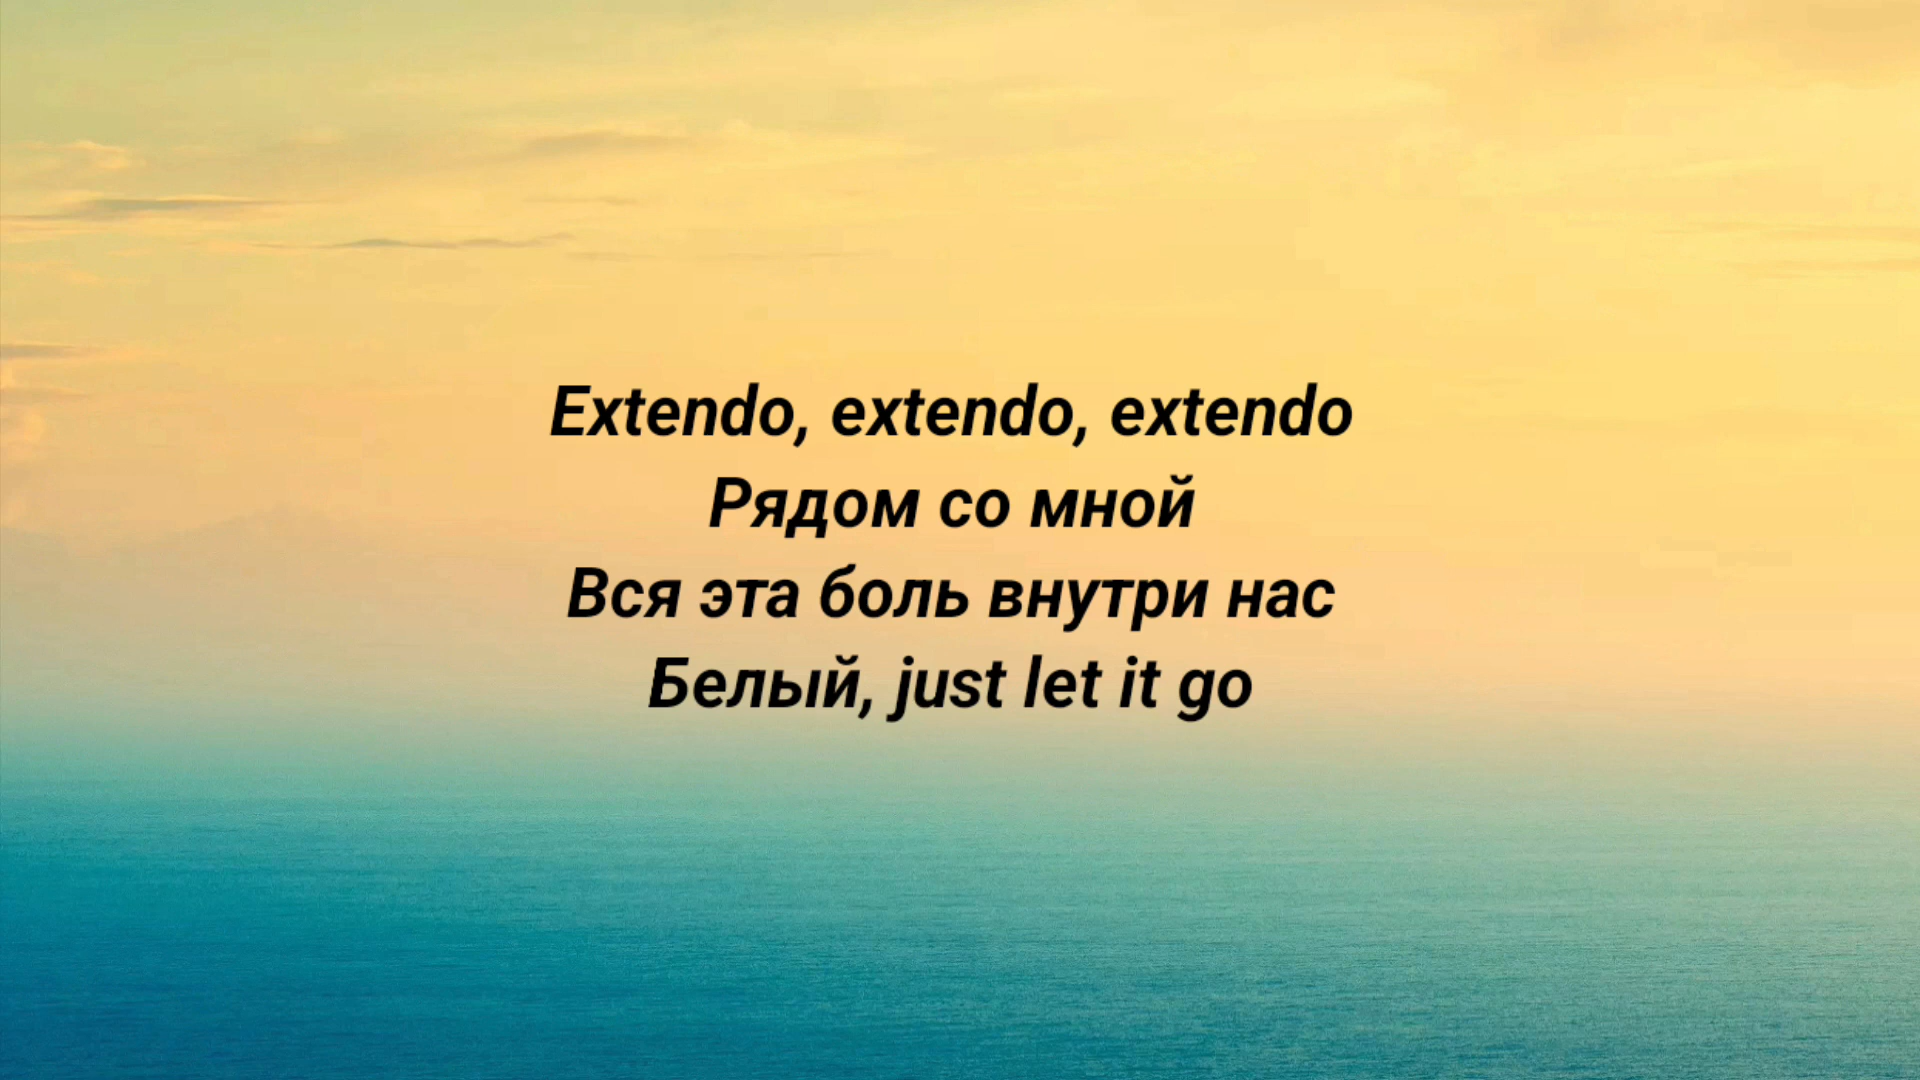 Extendo, extendo, extendo
Рядом со мной
Вся эта боль внутри нас
Белый, just let it go